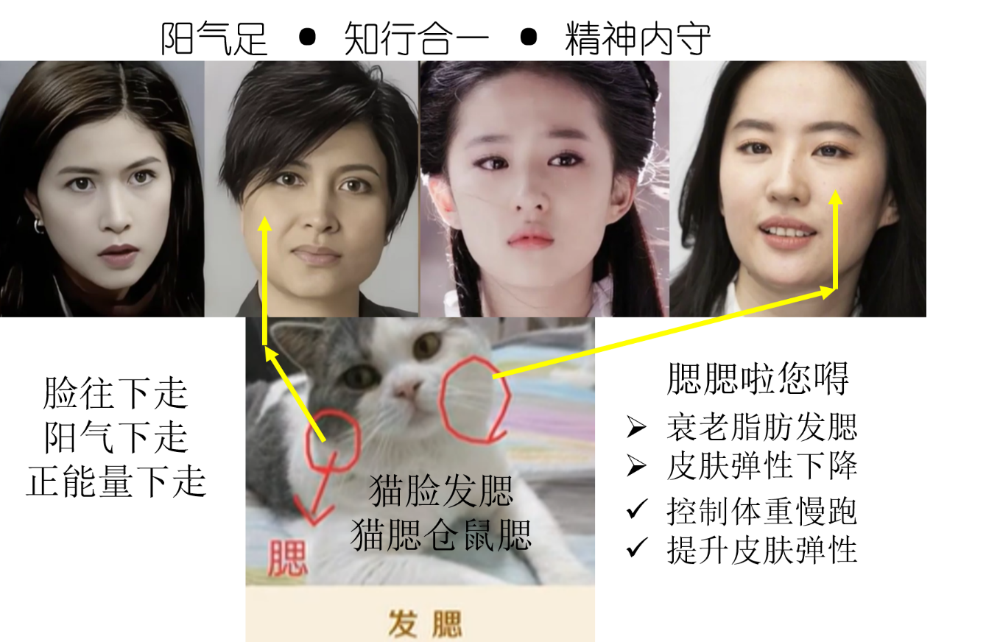 阳气足 • 知行合一 • 精神内守
脸往下走
阳气下走
正能量下走
猫脸发腮
猫腮仓鼠腮
腮
发 腮
腮腮啦您嘚
➢ 衰老脂肪发腮
➢ 皮肤弹性下降
✓ 控制体重慢跑
✓ 提升皮肤弹性